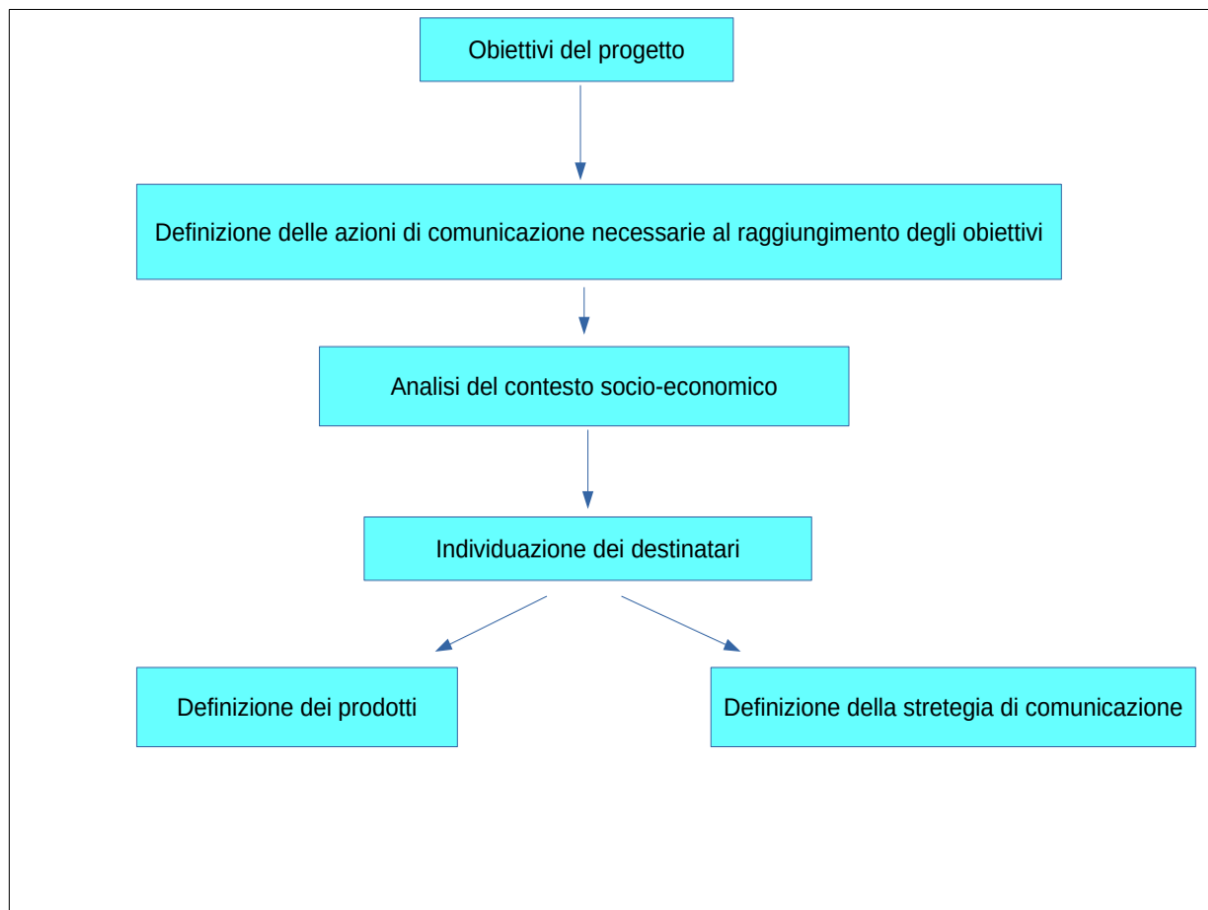 Obiettivi del progetto
Definizione delle azioni di comunicazione necessarie al raggiungimento degli obiettivi
Analisi del contesto socio-economico
Individuazione dei destinatari
Definizione dei prodotti
Definizione della stretegia di comunicazione